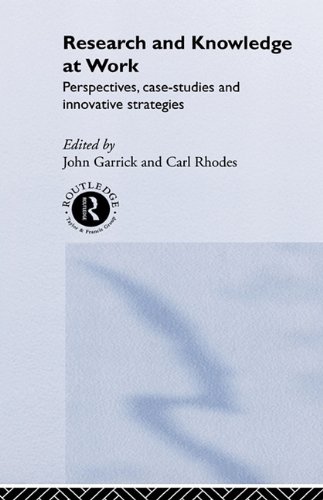 Research and Knowledge
at Work
Perspectives, case-studies and
innovative strategies
Edited by
John Garrick and Carl Rhodes
ROUTLEDGE
Taylor & Francis Group